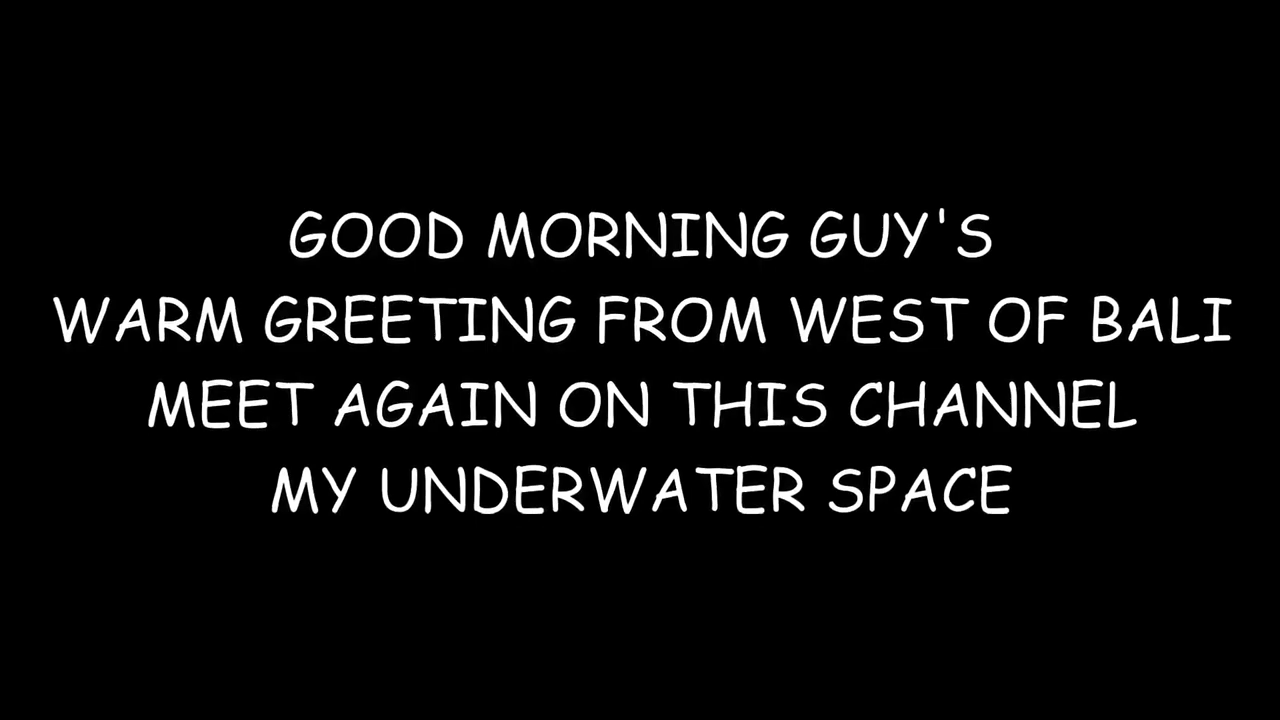 GOOD MORNING GUY'S
WARM GREETING FROM WEST OF BALI
MEET AGAIN ON THIS CHANNEL
MY UNDERWATER SPACE